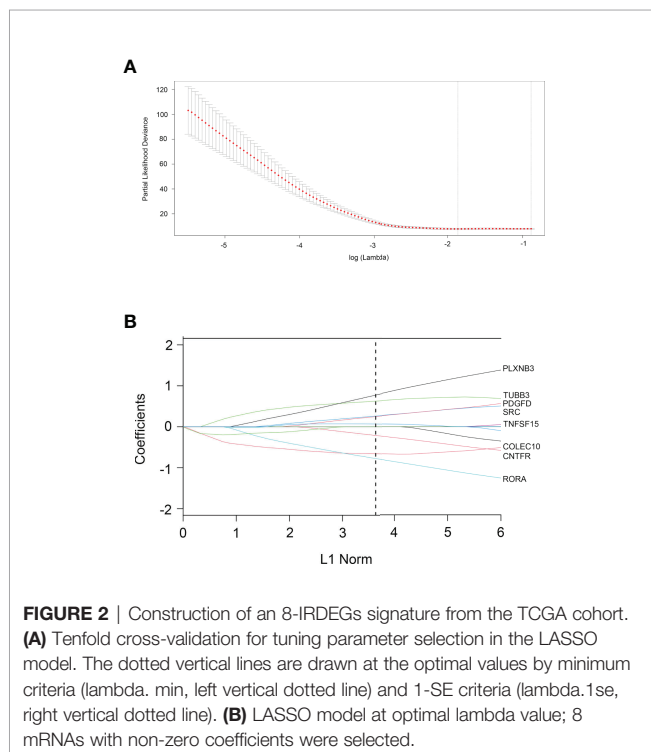 A
120
100
80
60
40
20
Partial Likelihood Deviance
-5 -4 -3 -2 -1
log (Lambda)
B
2
1
0
-1
-2
Coefficients
PLXNB3
TUBB3
PDGFD
SRC
TNFSF15
COLEC10
CNTFR
RORA
0 1 2 3 4 5 6
L1 Norm
FIGURE 2 | Construction of an 8-IRDEGs signature from the TCGA cohort.
(A) Tenfold cross-validation for tuning parameter selection in the LASSO
model. The dotted vertical lines are drawn at the optimal values by minimum
criteria (lambda. min, left vertical dotted line) and 1-SE criteria (lambda.1se,
right vertical dotted line). (B) LASSO model at optimal lambda value; 8
mRNAs with non-zero coefficients were selected.